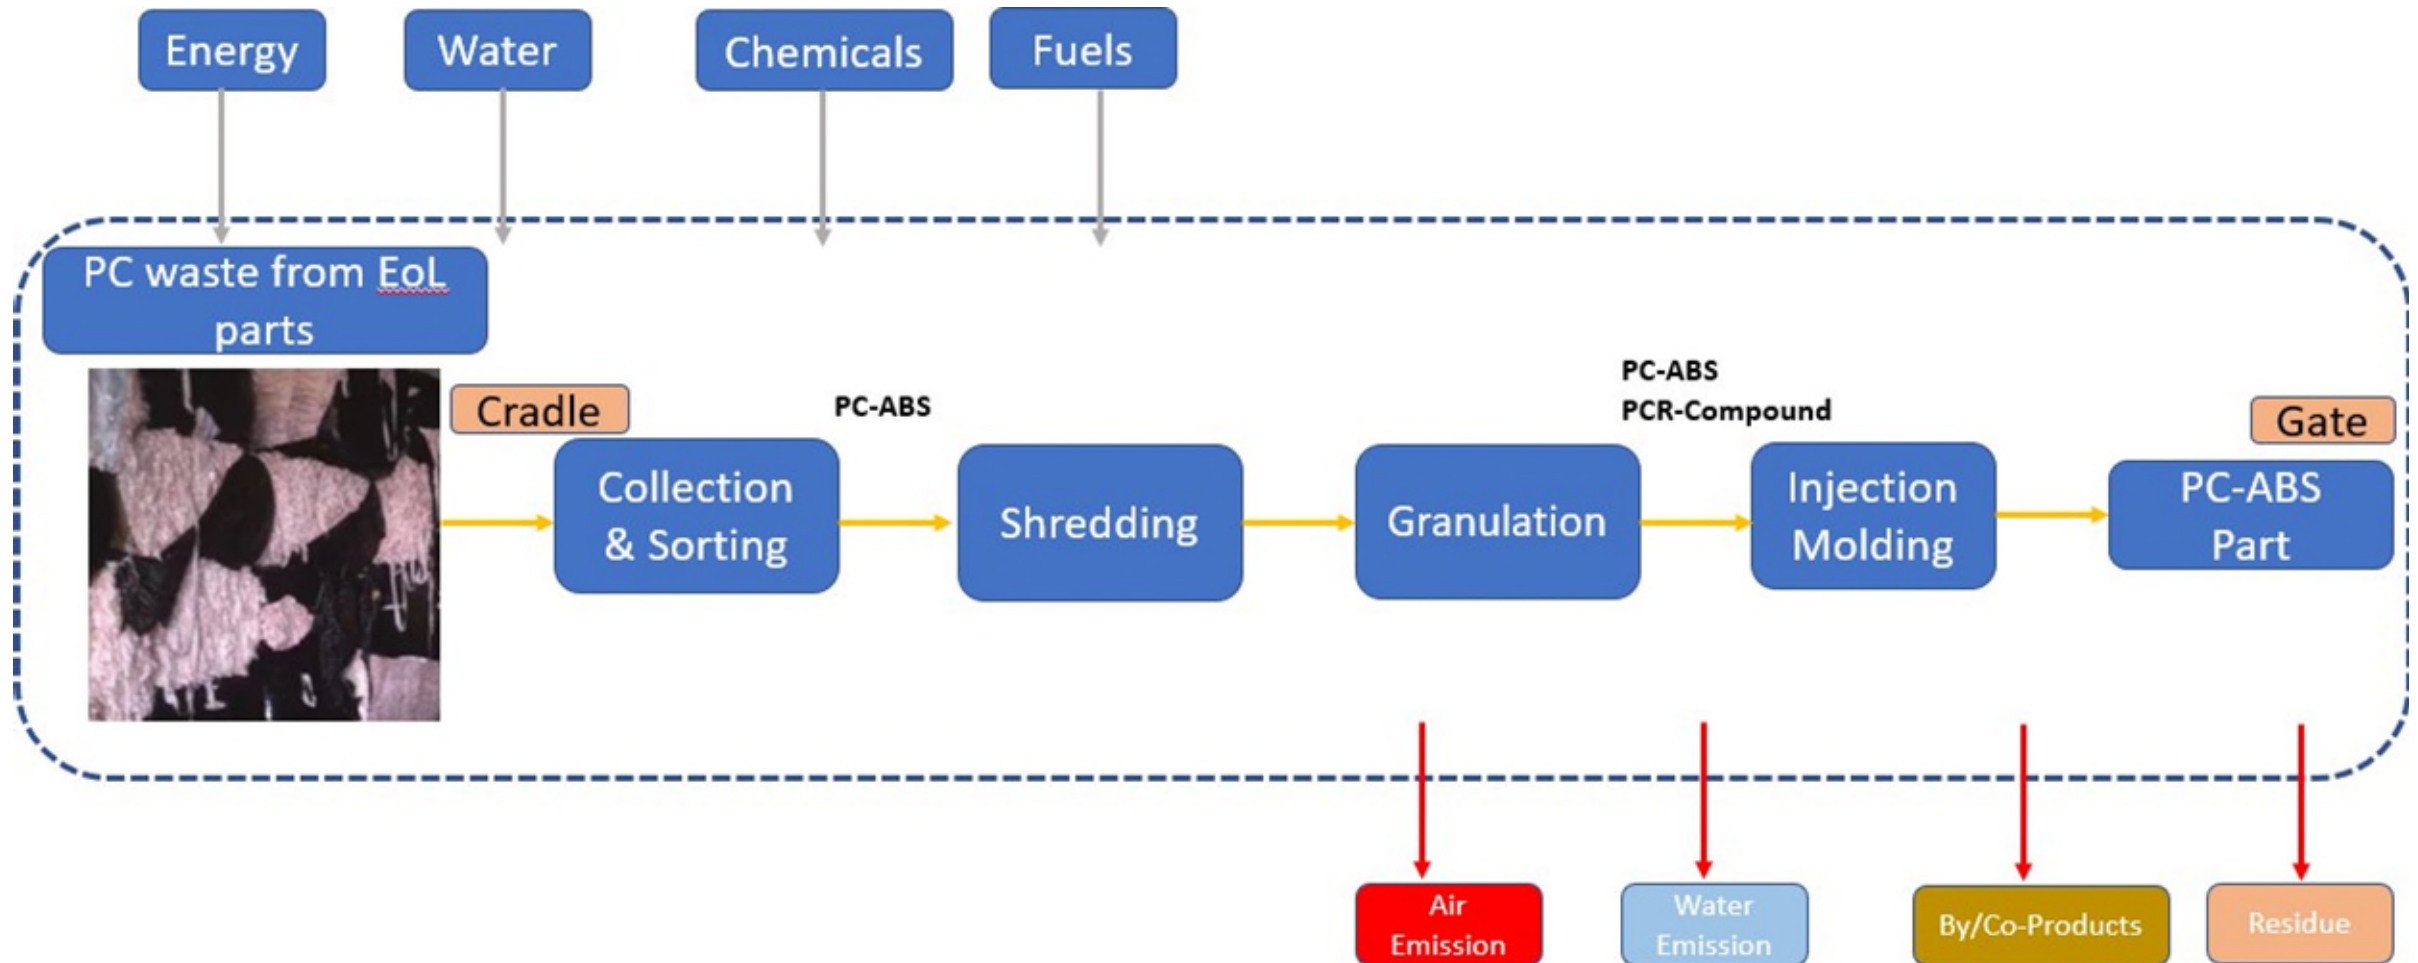 Energy
Water
Chemicals
Fuels
PC waste from EoL
parts
Cradle
PC-ABS
PC-ABS
PCR-Compound
Gate
Collection
& Sorting
Shredding
Granulation
Injection
Molding
PC-ABS
Part
Air
Emission
Water
Emission
By/Co-Products
Residue